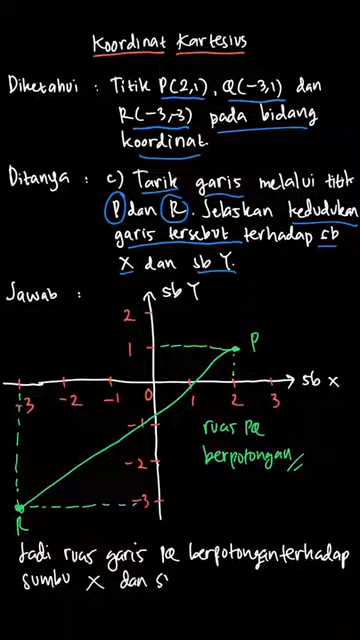 Koordinat Kartesius
Diketahui : Titik P(2,1), Q(-3,1) dan
R(-3,-3) pada bidang
koordinat.
Ditanya : c) Tarik garis melalui titik
P dan R. Jelaskan kedudukan
garis tersebut terhadap sb
X dan sb Y.
Jawab :
sb Y
2
1
P
-3 -2 -1 0 1 2 3 sb X
-1
ruas PR
berpotongan //
-2
-3
R
Jadi ruas garis PR berpotongan terhadap
sumbu X dan s